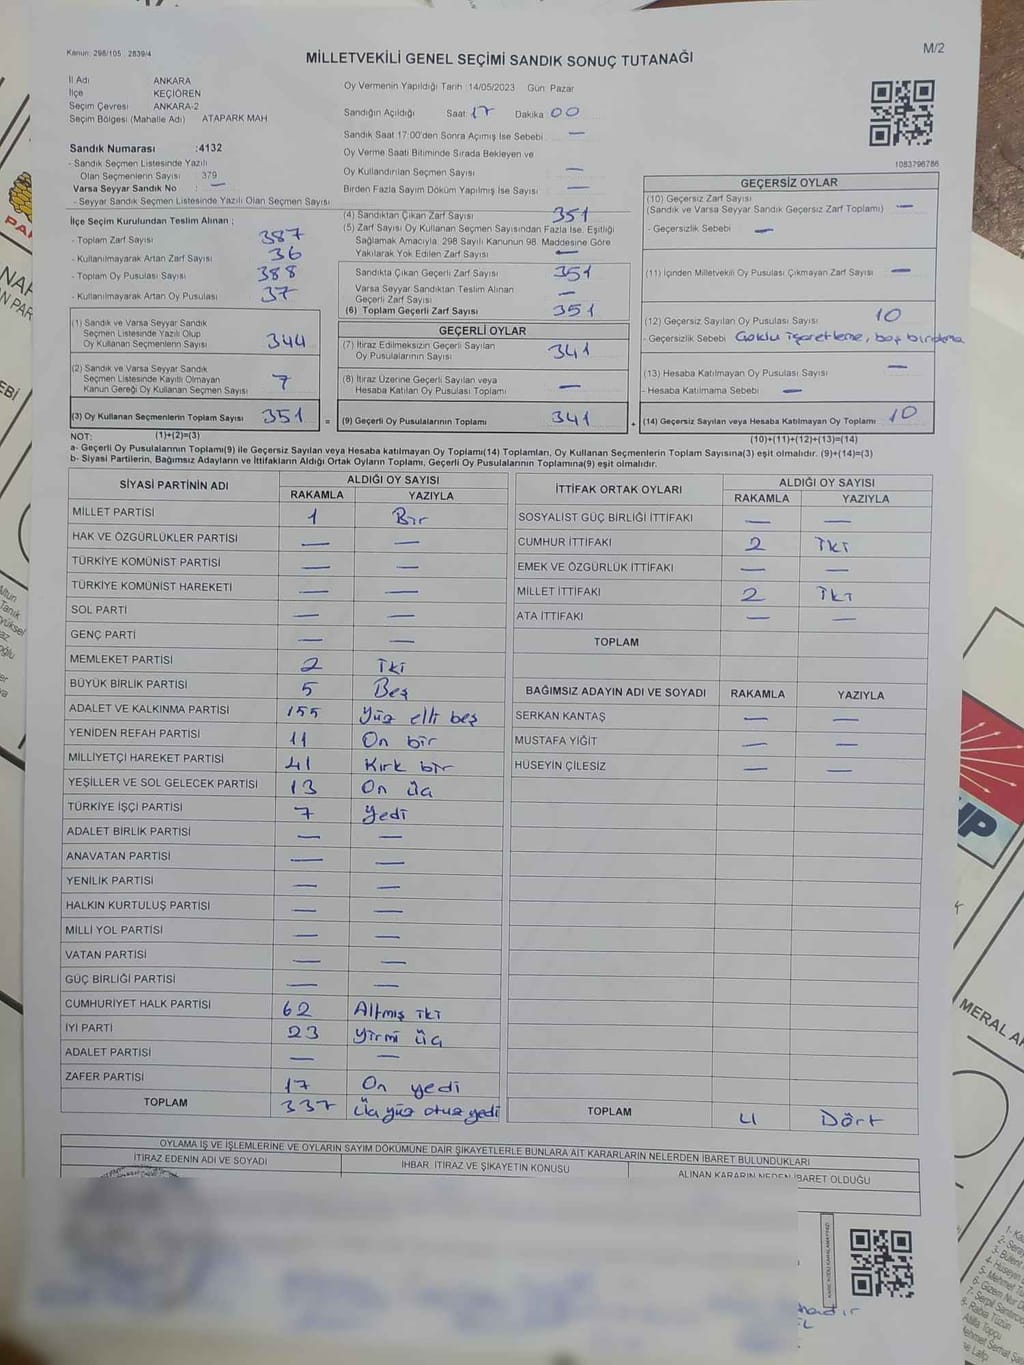 Kanun: 298/105 , 2839/4
MİLLETVEKİLİ GENEL SEÇİMİ SANDIK SONUÇ TUTANAĞI
M/2
İl Adı ANKARA
İlçe KEÇİÖREN
Seçim Çevresi ANKARA-2
Seçim Bölgesi (Mahalle Adı) ATAPARK MAH
Sandık Numarası :4132
- Sandık Seçmen Listesinde Yazılı
Olan Seçmenlerin Sayısı 379
Varsa Seyyar Sandık No : —
- Seyyar Sandık Seçmen Listesinde Yazılı Olan Seçmen Sayısı
Oy Vermenin Yapıldığı Tarih 14/05/2023 Gün: Pazar
Sandığın Açıldığı Saat: 17 Dakika 00
Sandık Saat 17:00'den Sonra Açımış İse Sebebi —
Oy Verme Saati Bitiminde Sırada Bekleyen ve
Oy Kullandırılan Seçmen Sayısı —
Birden Fazla Sayım Döküm Yapılmış İse Sayısı —
1083796786
İlçe Seçim Kurulundan Teslim Alınan ;
- Toplam Zarf Sayısı 387
- Kullanılmayarak Artan Zarf Sayısı 36
- Toplam Oy Pusulası Sayısı 388
- Kullanılmayarak Artan Oy Pusulası 37
(1) Sandık ve Varsa Seyyar Sandık
Seçmen Listesinde Yazılı Olup
Oy Kullanan Seçmenlerin Sayısı 344
(2) Sandık ve Varsa Seyyar Sandık
Seçmen Listesinde Kayıtlı Olmayan
Kanun Gereği Oy Kullanan Seçmen Sayısı 7
(3) Oy Kullanan Seçmenlerin Toplam Sayısı 351 =
(1)+(2)=(3)
(4) Sandıktan Çıkan Zarf Sayısı 351
(5) Zarf Sayısı Oy Kullanan Seçmen Sayısından Fazla İse, Eşitliği
Sağlamak Amacıyla; 298 Sayılı Kanunun 98. Maddesine Göre
Yakılarak Yok Edilen Zarf Sayısı —
Sandıkta Çıkan Geçerli Zarf Sayısı 351
Varsa Seyyar Sandıktan Teslim Alınan
Geçerli Zarf Sayısı —
(6) Toplam Geçerli Zarf Sayısı 351
GEÇERLİ OYLAR
(7) İtiraz Edilmeksizin Geçerli Sayılan
Oy Pusulalarının Sayısı 341
(8) İtiraz Üzerine Geçerli Sayılan veya
Hesaba Katılan Oy Pusulası Toplamı —
(9) Geçerli Oy Pusulalarının Toplamı 341 +
GEÇERSİZ OYLAR
(10) Geçersiz Zarf Sayısı
(Sandık ve Varsa Seyyar Sandık Geçersiz Zarf Toplamı) —
- Geçersizlik Sebebi —
(11) İçinden Milletvekili Oy Pusulası Çıkmayan Zarf Sayısı —
(12) Geçersiz Sayılan Oy Pusulası Sayısı 10
- Geçersizlik Sebebi Çoklu işaretleme, boş bırakma
(13) Hesaba Katılmayan Oy Pusulası Sayısı —
- Hesaba Katılmama Sebebi —
(14) Geçersiz Sayılan veya Hesaba Katılmayan Oy Toplamı 10
(10)+(11)+(12)+(13)=(14)
NOT:
a- Geçerli Oy Pusulalarının Toplamı(9) ile Geçersiz Sayılan veya Hesaba katılmayan Oy Toplamı(14) Toplamları, Oy Kullanan Seçmenlerin Toplam Sayısına(3) eşit olmalıdır. (9)+(14)=(3)
b- Siyasi Partilerin, Bağımsız Adayların ve İttifakların Aldığı Ortak Oyların Toplamı, Geçerli Oy Pusulalarının Toplamına(9) eşit olmalıdır.
SİYASİ PARTİNİN ADI ALDIĞI OY SAYISI
RAKAMLA YAZIYLA
MİLLET PARTİSİ 1 Bir
HAK VE ÖZGÜRLÜKLER PARTİSİ — —
TÜRKİYE KOMÜNİST PARTİSİ — —
TÜRKİYE KOMÜNİST HAREKETİ — —
SOL PARTİ — —
GENÇ PARTİ — —
MEMLEKET PARTİSİ 2 İki
BÜYÜK BİRLİK PARTİSİ 5 Beş
ADALET VE KALKINMA PARTİSİ 155 Yüz elli beş
YENİDEN REFAH PARTİSİ 11 On bir
MİLLİYETÇİ HAREKET PARTİSİ 41 Kırk bir
YEŞİLLER VE SOL GELECEK PARTİSİ 13 On üç
TÜRKİYE İŞÇİ PARTİSİ 7 Yedi
ADALET BİRLİK PARTİSİ — —
ANAVATAN PARTİSİ — —
YENİLİK PARTİSİ — —
HALKIN KURTULUŞ PARTİSİ — —
MİLLİ YOL PARTİSİ — —
VATAN PARTİSİ — —
GÜÇ BİRLİĞİ PARTİSİ — —
CUMHURİYET HALK PARTİSİ 62 Altmış iki
İYİ PARTİ 23 Yirmi üç
ADALET PARTİSİ — —
ZAFER PARTİSİ 17 On yedi
TOPLAM 337 Üç yüz otuz yedi
İTTİFAK ORTAK OYLARI ALDIĞI OY SAYISI
RAKAMLA YAZIYLA
SOSYALİST GÜÇ BİRLİĞİ İTTİFAKI — —
CUMHUR İTTİFAKI 2 İki
EMEK VE ÖZGÜRLÜK İTTİFAKI — —
MİLLET İTTİFAKI 2 İki
ATA İTTİFAKI — —
TOPLAM
BAĞIMSIZ ADAYIN ADI VE SOYADI RAKAMLA YAZIYLA
SERKAN KANTAŞ — —
MUSTAFA YİĞİT — —
HÜSEYİN ÇİLESİZ — —
TOPLAM 4 Dört
OYLAMA İŞ VE İŞLEMLERİNE VE OYLARIN SAYIM DÖKÜMÜNE DAİR ŞİKAYETLERLE BUNLARA AİT KARARLARIN NELERDEN İBARET BULUNDUKLARI
İTİRAZ EDENİN ADI VE SOYADI İHBAR, İTİRAZ VE ŞİKAYETİN KONUSU ALINAN KARARIN NEDEN İBARET OLDUĞU
MERAL A
HP